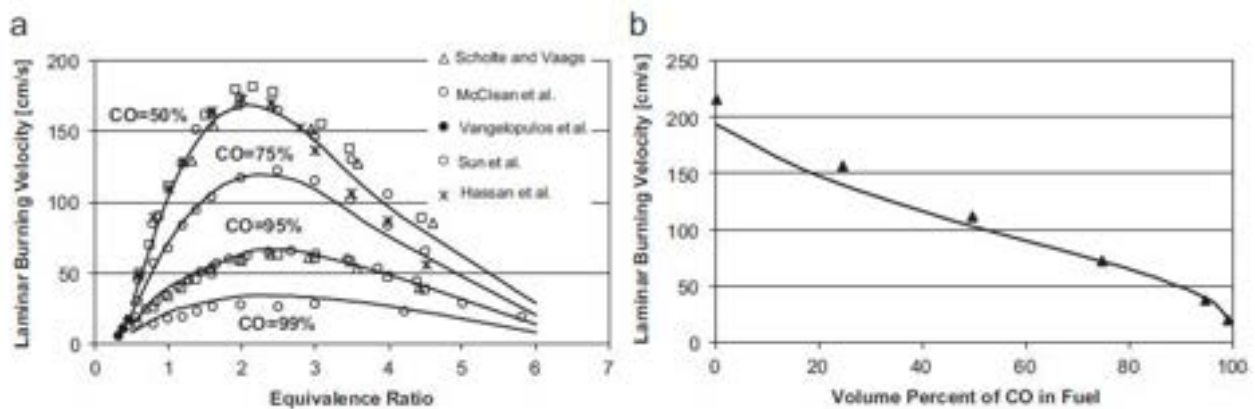 a
Laminar Burning Velocity [cm/s]
200
150
100
50
0
0 1 2 3 4 5 6 7
Equivalence Ratio
CO=50%
CO=75%
CO=95%
CO=99%
Scholte and Vaags
McClean et al.
Vangelopulos et al.
Sun et al.
Hassan et al.
b
Laminar Burning Velocity [cm/s]
250
200
150
100
50
0
0 20 40 60 80 100
Volume Percent of CO in Fuel